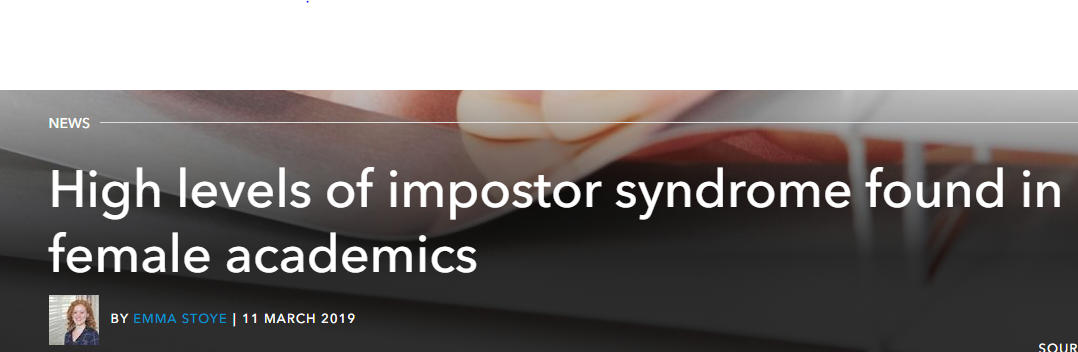 NEWS
High levels of impostor syndrome found in
female academics
BY EMMA STOYE | 11 MARCH 2019